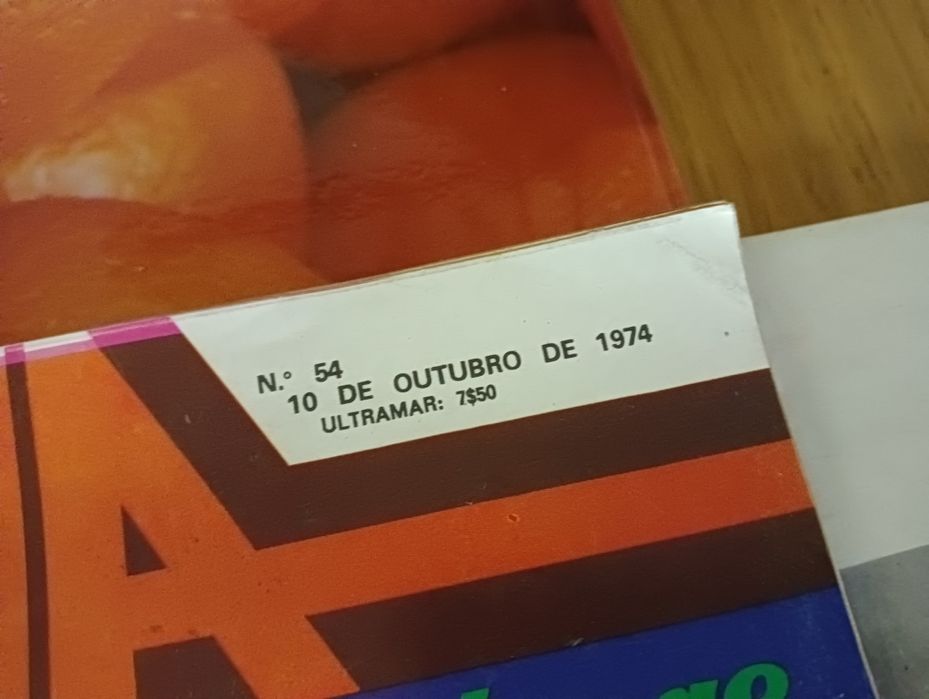 N.º 54
10 DE OUTUBRO DE 1974
ULTRAMAR: 7$50
A